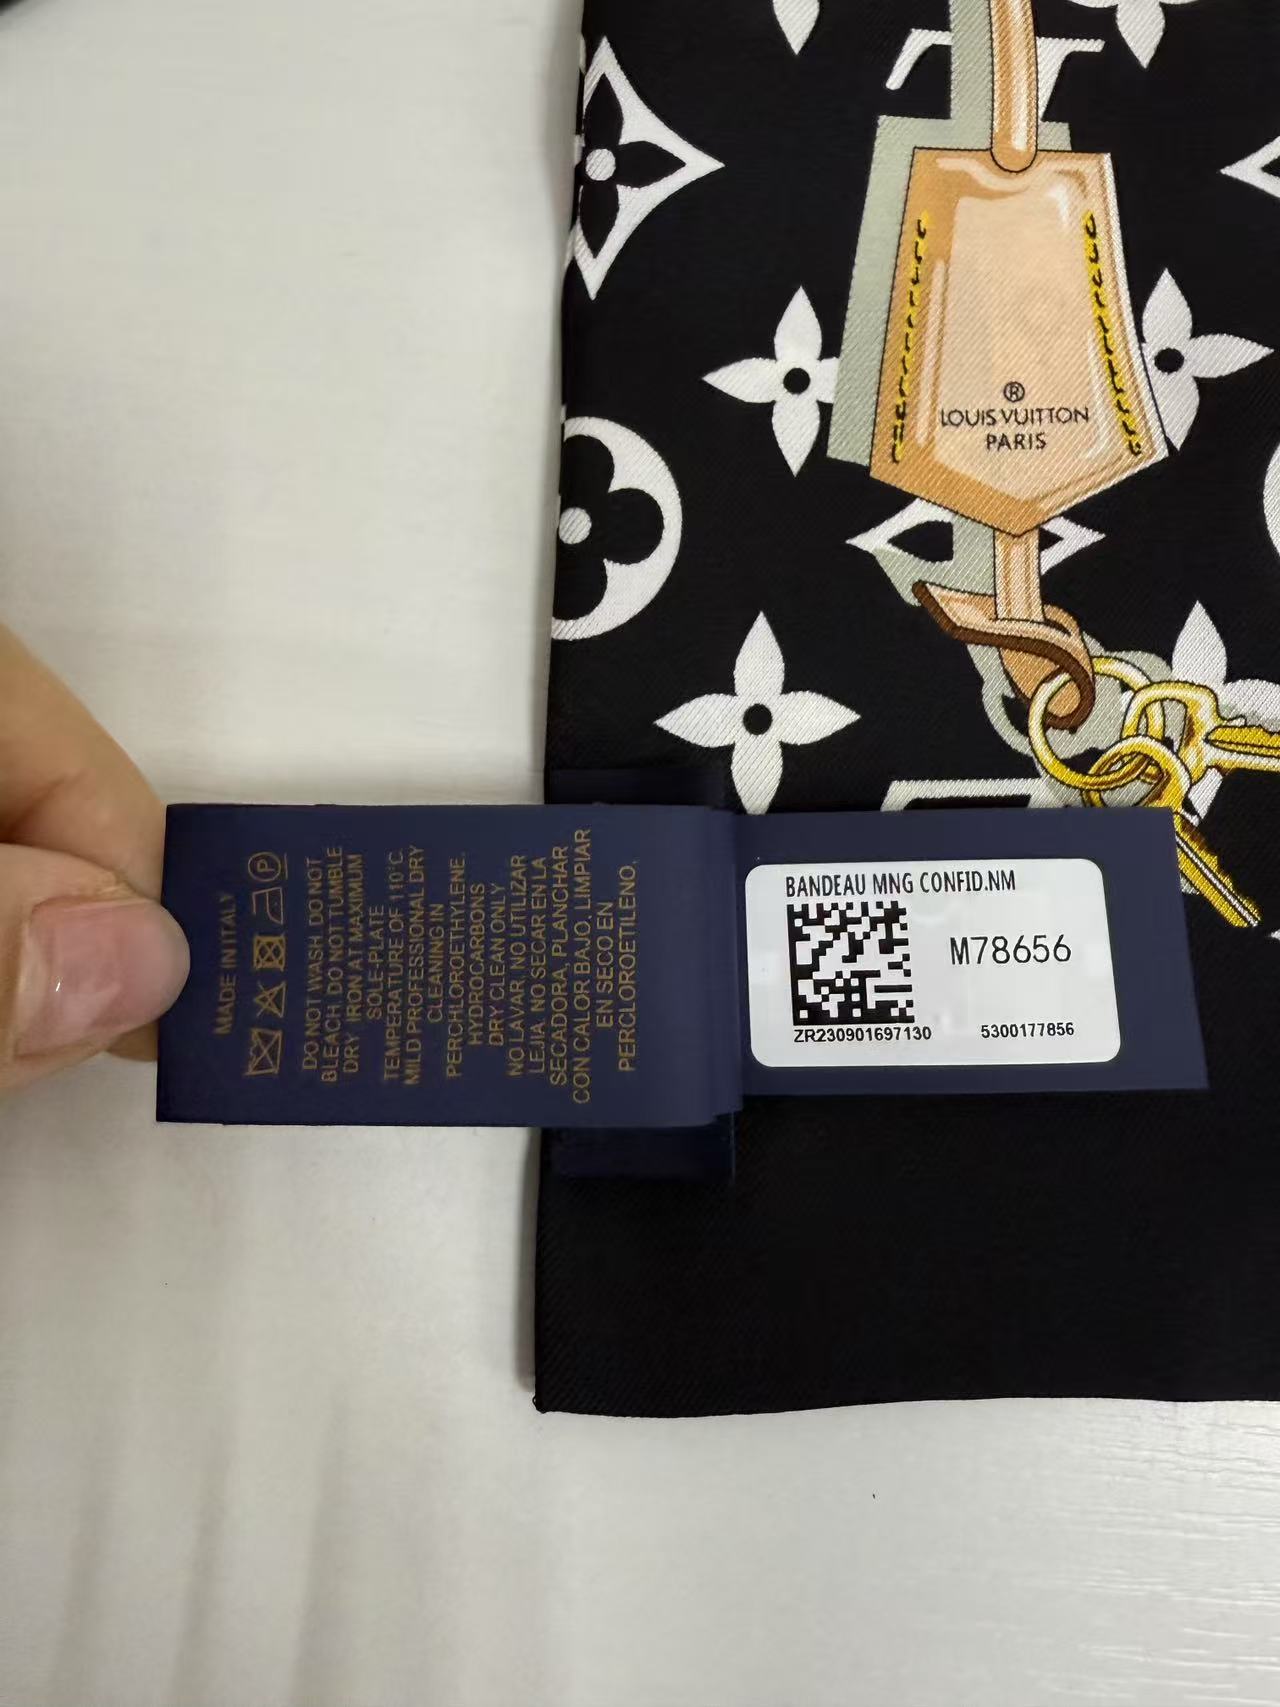 ®
LOUIS VUITTON
PARIS
MADE IN ITALY
P
DO NOT WASH. DO NOT
BLEACH. DO NOT TUMBLE
DRY. IRON AT MAXIMUM
SOLE-PLATE
TEMPERATURE OF 110°C.
MILD PROFESSIONAL DRY
CLEANING IN
PERCHLOROETHYLENE.
HYDROCARBONS
DRY CLEAN ONLY
NO LAVAR, NO UTILIZAR
LEJIA, NO SECAR EN LA
SECADORA, PLANCHAR
CON CALOR BAJO, LIMPIAR
EN SECO EN
PERCLOROETILENO.
BANDEAU MNG CONFID.NM
M78656
ZR230901697130 5300177856